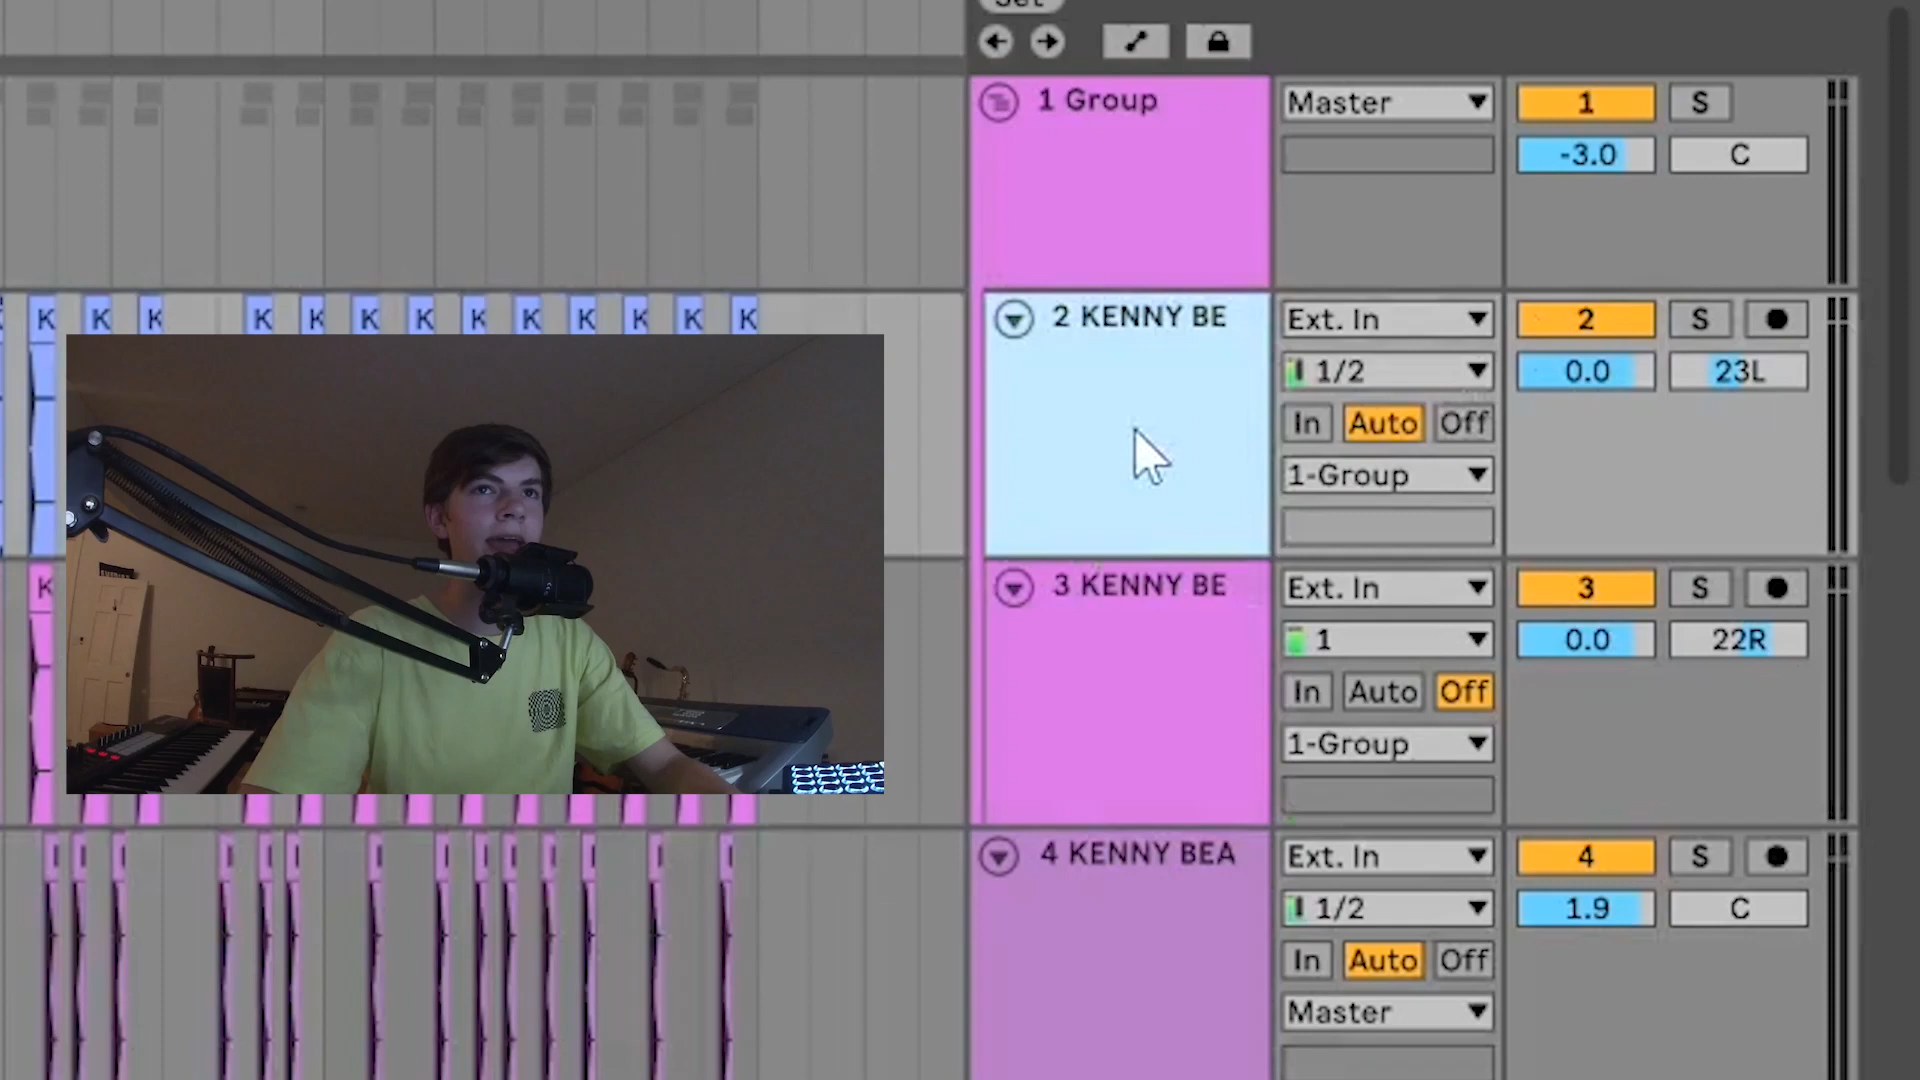 Set
1 Group
Master
1
S
-3.0
C
K K K K K K K K K K K K K
2 KENNY BE
Ext. In
2
S
1/2
0.0
23L
In Auto Off
1-Group
K
3 KENNY BE
Ext. In
3
S
1
0.0
22R
In Auto Off
1-Group
4 KENNY BEA
Ext. In
4
S
1/2
1.9
C
In Auto Off
Master